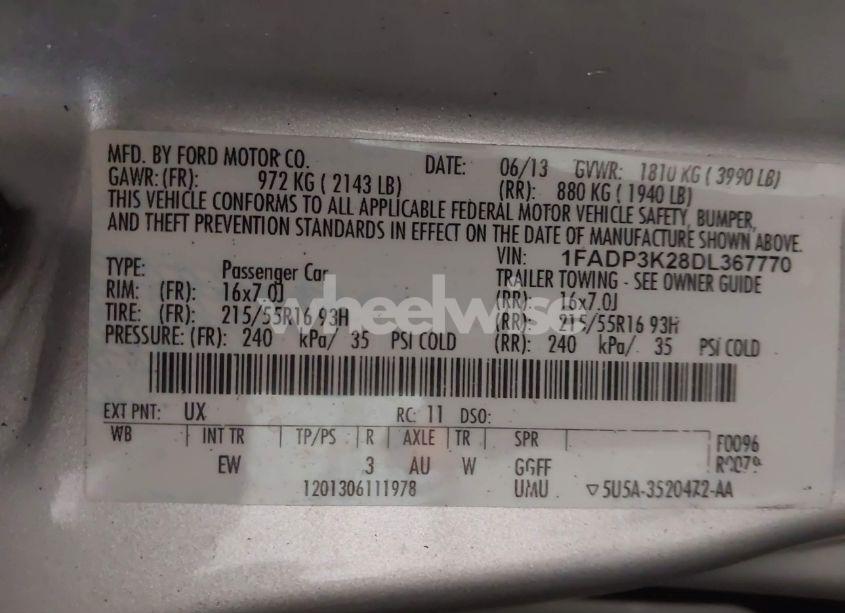 MFD. BY FORD MOTOR CO. DATE: 06/13 GVWR: 1810 KG ( 3990 LB)
GAWR: (FR): 972 KG ( 2143 LB) (RR): 880 KG ( 1940 LB)
THIS VEHICLE CONFORMS TO ALL APPLICABLE FEDERAL MOTOR VEHICLE SAFETY, BUMPER,
AND THEFT PREVENTION STANDARDS IN EFFECT ON THE DATE OF MANUFACTURE SHOWN ABOVE.
VIN: 1FADP3K28DL367770
TYPE: Passenger Car TRAILER TOWING - SEE OWNER GUIDE
RIM: (FR): 16x7.0J (RR): 16x7.0J
TIRE: (FR): 215/55R16 93H (RR): 215/55R16 93H
PRESSURE: (FR): 240 kPa/ 35 PSI COLD (RR): 240 kPa/ 35 PSI COLD
wheelwise
EXT PNT: UX RC: 11 DSO:
WB INT TR TP/PS R AXLE TR SPR F0096
EW 3 AU W GGFF
1201306111978 UMU ▽5U5A-3520472-AA